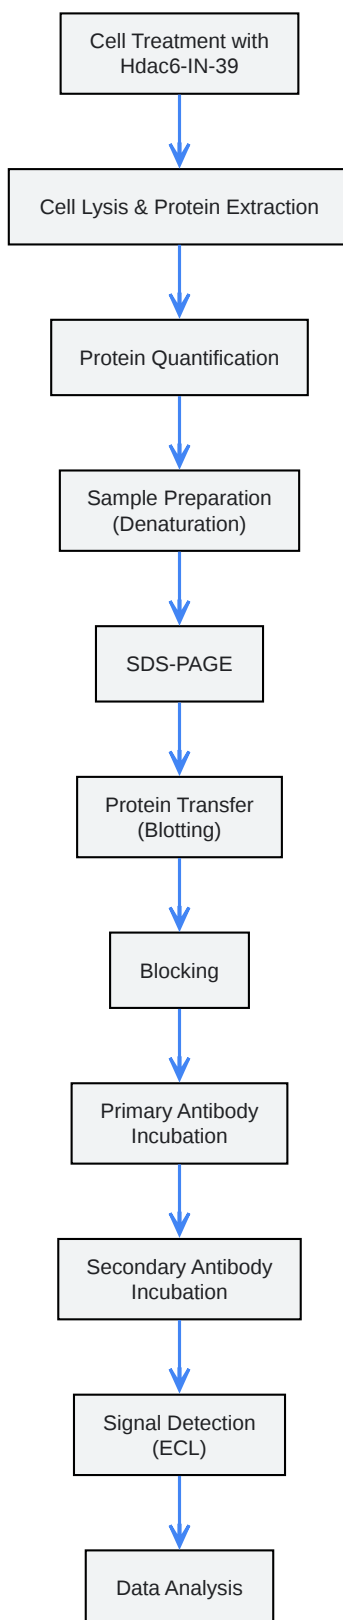 Cell Treatment with
Hdac6-IN-39
Cell Lysis & Protein Extraction
Protein Quantification
Sample Preparation
(Denaturation)
SDS-PAGE
Protein Transfer
(Blotting)
Blocking
Primary Antibody
Incubation
Secondary Antibody
Incubation
Signal Detection
(ECL)
Data Analysis